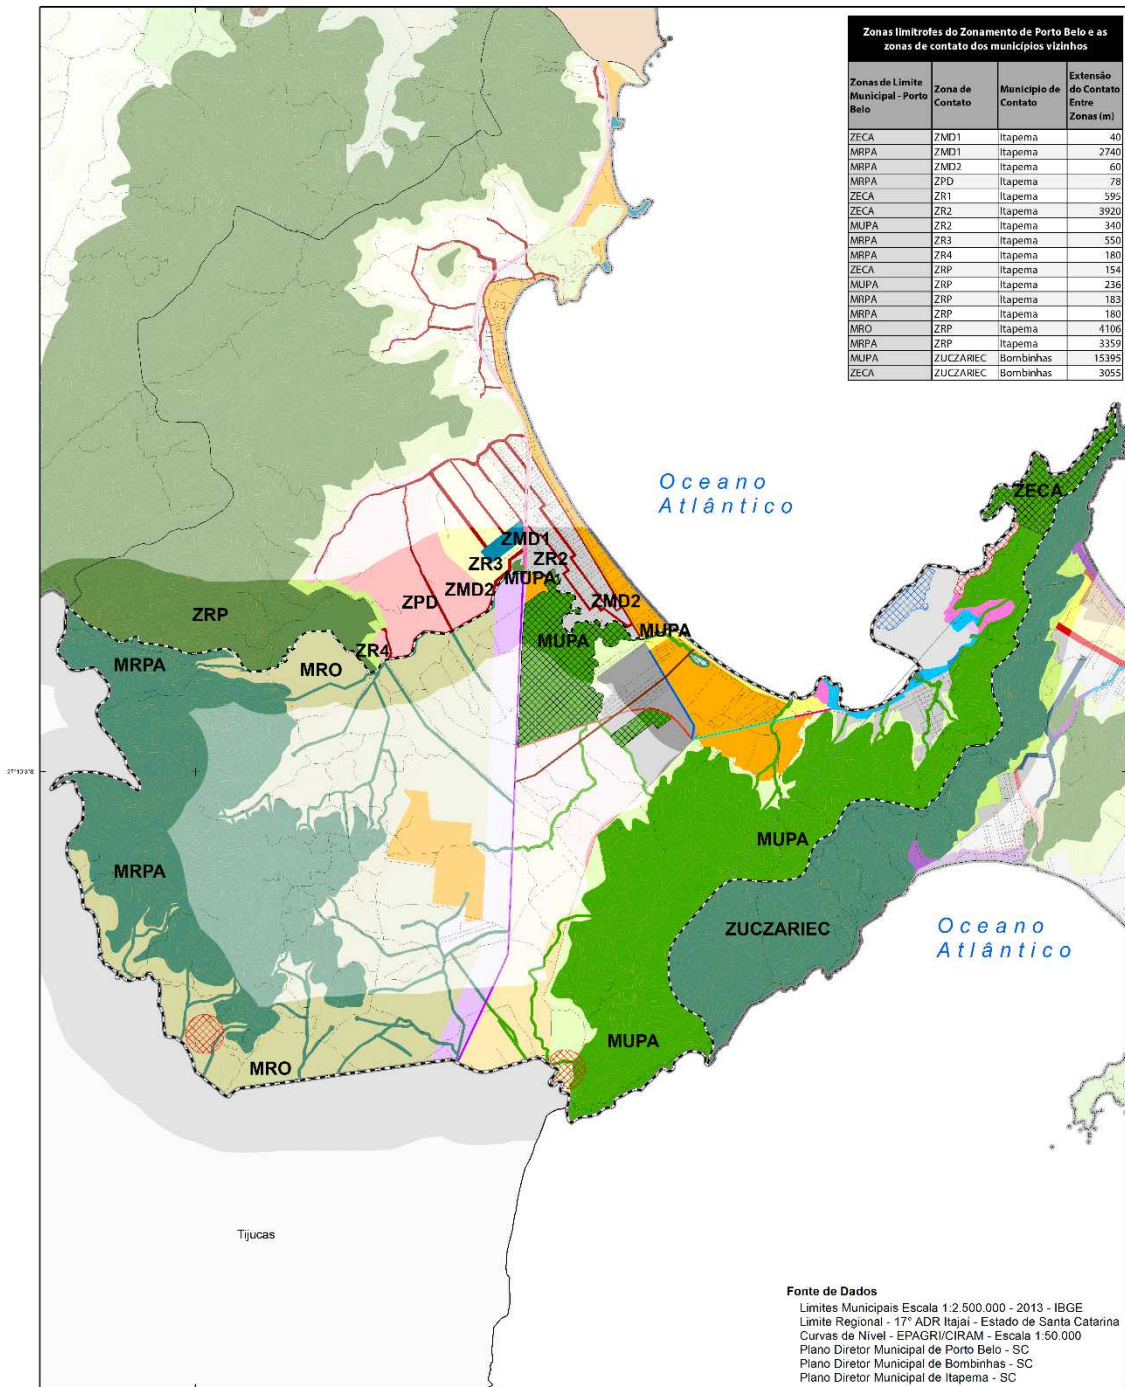 Zonas limítrofes do Zonamento de Porto Belo e as
zonas de contato dos municípios vizinhos
Zonas de Limite Municipal - Porto Belo | Zona de Contato | Município de Contato | Extensão do Contato Entre Zonas (m)
ZECA ZMD1 Itapema 40
MRPA ZMD1 Itapema 2740
MRPA ZMD2 Itapema 60
MRPA ZPD Itapema 78
ZECA ZR1 Itapema 595
ZECA ZR2 Itapema 3920
MUPA ZR2 Itapema 340
MRPA ZR3 Itapema 550
MRPA ZR4 Itapema 180
ZECA ZRP Itapema 154
MUPA ZRP Itapema 236
MRPA ZRP Itapema 183
MRPA ZRP Itapema 180
MRO ZRP Itapema 4106
MRPA ZRP Itapema 3359
MUPA ZUCZARIEC Bombinhas 15395
ZECA ZUCZARIEC Bombinhas 3055
Oceano
Atlântico
ZECA
ZMD1
ZR2
ZR3
MUPA
ZMD2
ZPD
ZMD2
ZRP
MUPA
MUPA
ZR4
MRO
MRPA
MUPA
MRPA
ZUCZARIEC
Oceano
Atlântico
MUPA
MRO
Tijucas
Fonte de Dados
Limites Municipais Escala 1:2.500.000 - 2013 - IBGE
Limite Regional - 17° ADR Itajaí - Estado de Santa Catarina
Curvas de Nível - EPAGRI/CIRAM - Escala 1:50.000
Plano Diretor Municipal de Porto Belo - SC
Plano Diretor Municipal de Bombinhas - SC
Plano Diretor Municipal de Itapema - SC